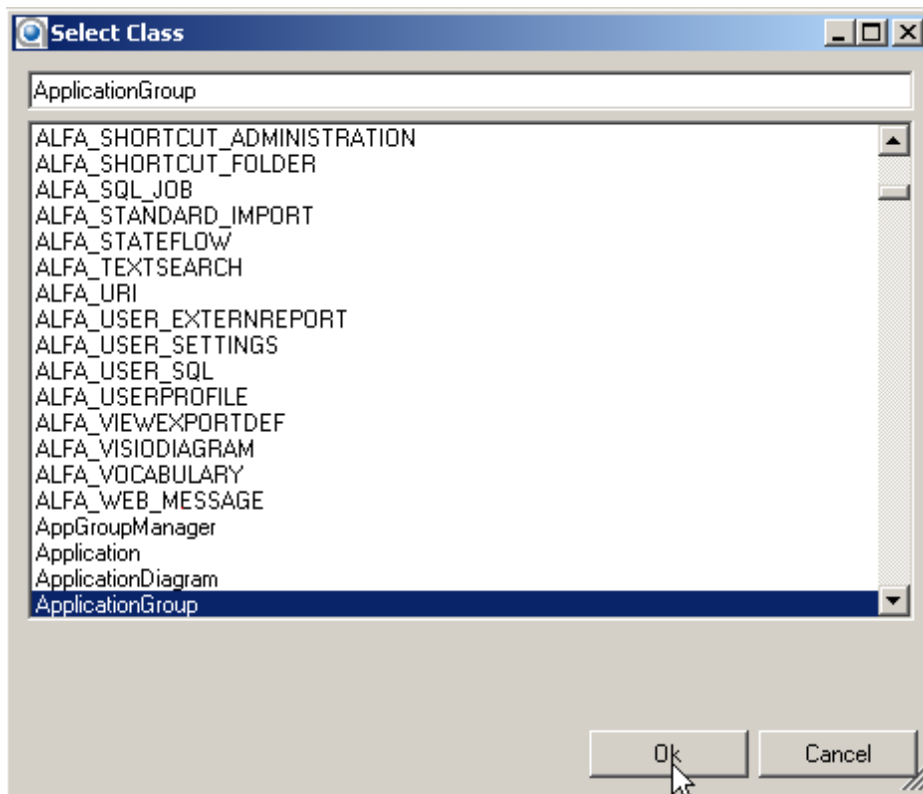 Select Class
ApplicationGroup
ALFA_SHORTCUT_ADMINISTRATION
ALFA_SHORTCUT_FOLDER
ALFA_SQL_JOB
ALFA_STANDARD_IMPORT
ALFA_STATEFLOW
ALFA_TEXTSEARCH
ALFA_URI
ALFA_USER_EXTERNREPORT
ALFA_USER_SETTINGS
ALFA_USER_SQL
ALFA_USERPROFILE
ALFA_VIEWEXPORTDEF
ALFA_VISIODIAGRAM
ALFA_VOCABULARY
ALFA_WEB_MESSAGE
AppGroupManager
Application
ApplicationDiagram
ApplicationGroup
Ok Cancel